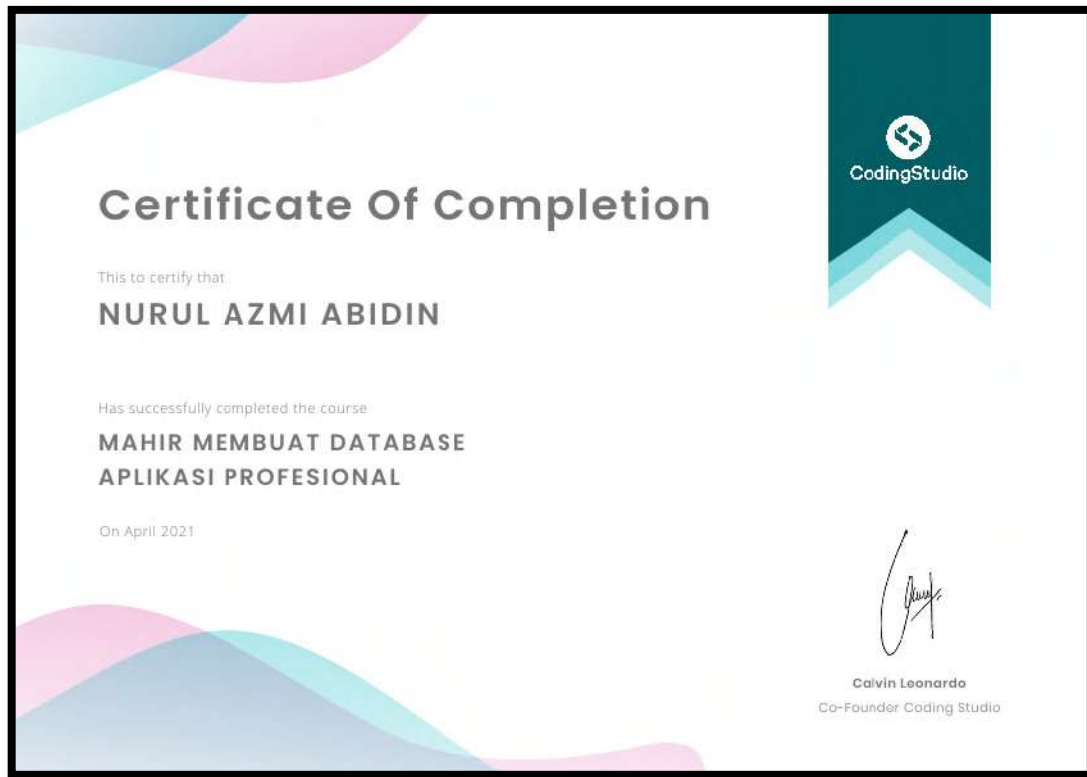 CodingStudio
Certificate Of Completion
This to certify that
NURUL AZMI ABIDIN
Has successfully completed the course
MAHIR MEMBUAT DATABASE
APLIKASI PROFESIONAL
On April 2021
Calvin Leonardo
Co-Founder Coding Studio